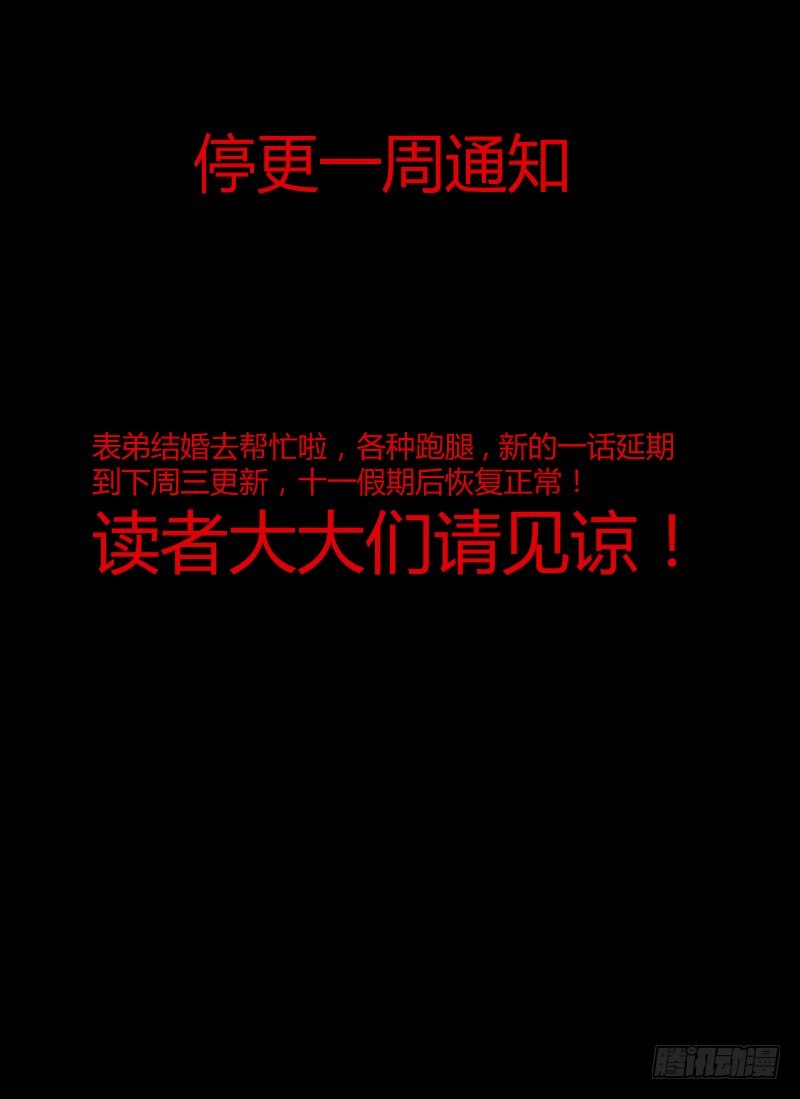 停更一周通知
表弟结婚去帮忙啦，各种跑腿，新的一话延期
到下周三更新，十一假期后恢复正常！
读者大大们请见谅！
腾讯动漫